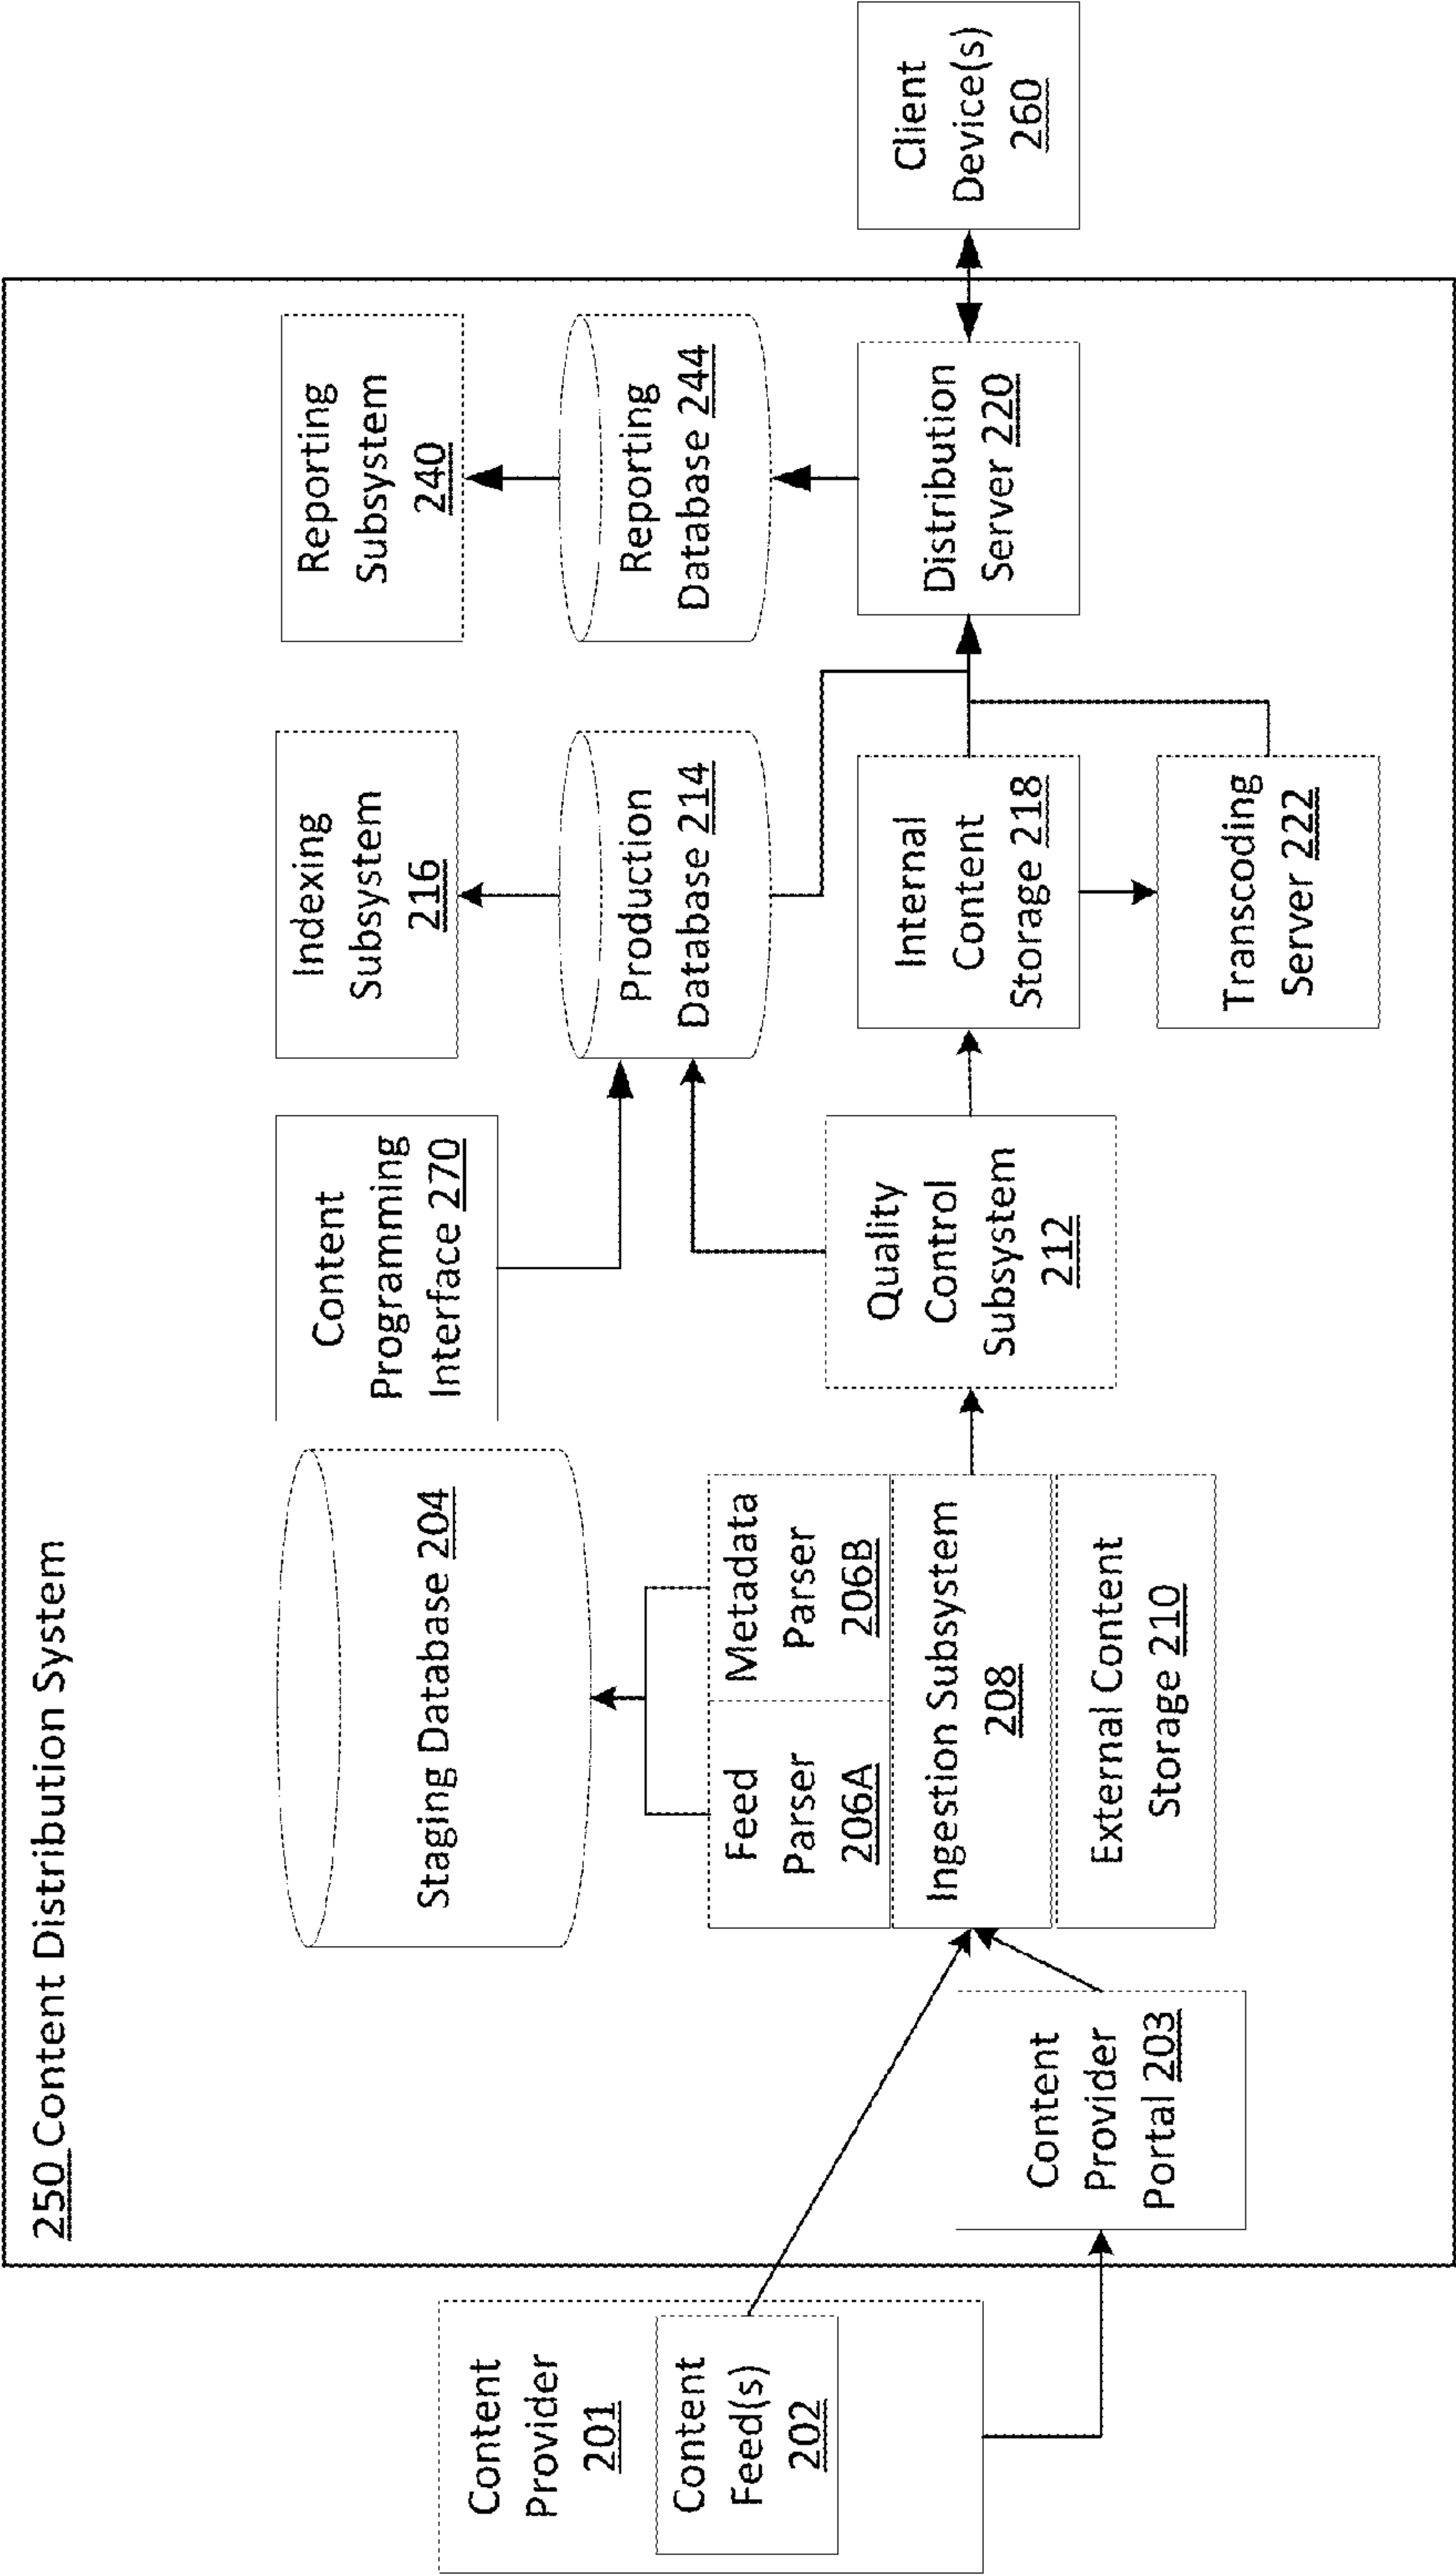 250 Content Distribution System
Content
Provider
201
Content
Feed(s)
202
Content
Provider
Portal 203
Staging Database 204
Feed
Parser
206A
Metadata
Parser
206B
Ingestion Subsystem
208
External Content
Storage 210
Content
Programming
Interface 270
Quality
Control
Subsystem
212
Indexing
Subsystem
216
Production
Database 214
Internal
Content
Storage 218
Transcoding
Server 222
Reporting
Subsystem
240
Reporting
Database 244
Distribution
Server 220
Client
Device(s)
260